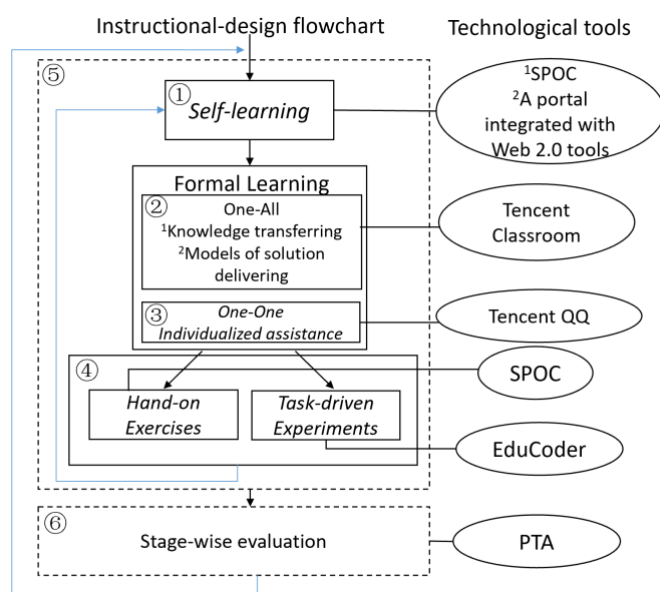 Instructional-design flowchart
Technological tools
⑤
①
Self-learning
¹SPOC
²A portal
integrated with
Web 2.0 tools
Formal Learning
②
One-All
¹Knowledge transferring
²Models of solution
delivering
Tencent
Classroom
③
One-One
Individualized assistance
Tencent QQ
④
SPOC
Hand-on
Exercises
Task-driven
Experiments
EduCoder
⑥
Stage-wise evaluation
PTA